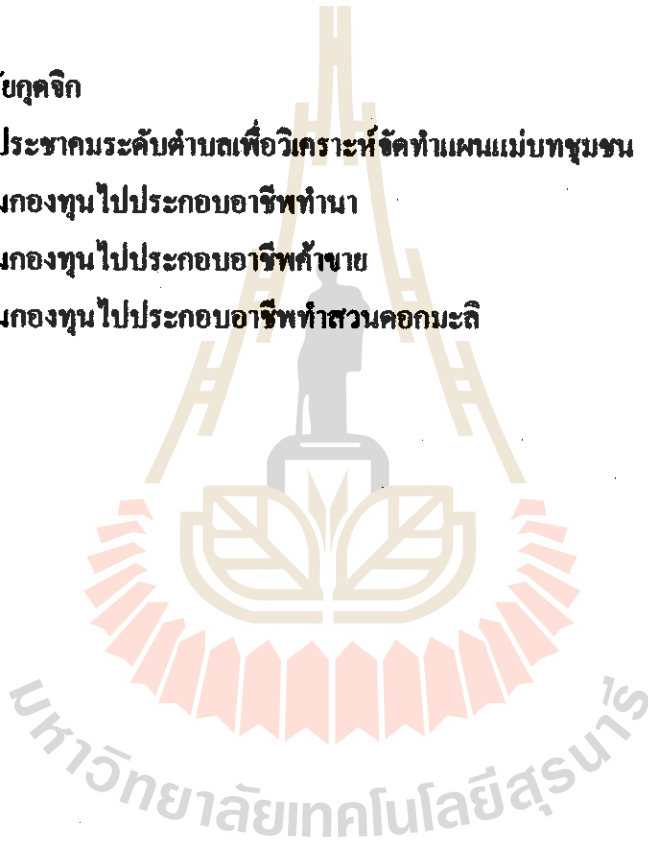 ยกุดจิก
ประชาคมระดับตำบลเพื่อวิเคราะห์จัดทำแผนแม่บทชุมชน
กองทุนไปประกอบอาชีพทำนา
กองทุนไปประกอบอาชีพค้าขาย
กองทุนไปประกอบอาชีพทำสวนดอกมะลิ
มหาวิทยาลัยเทคโนโลยีสุรนารี